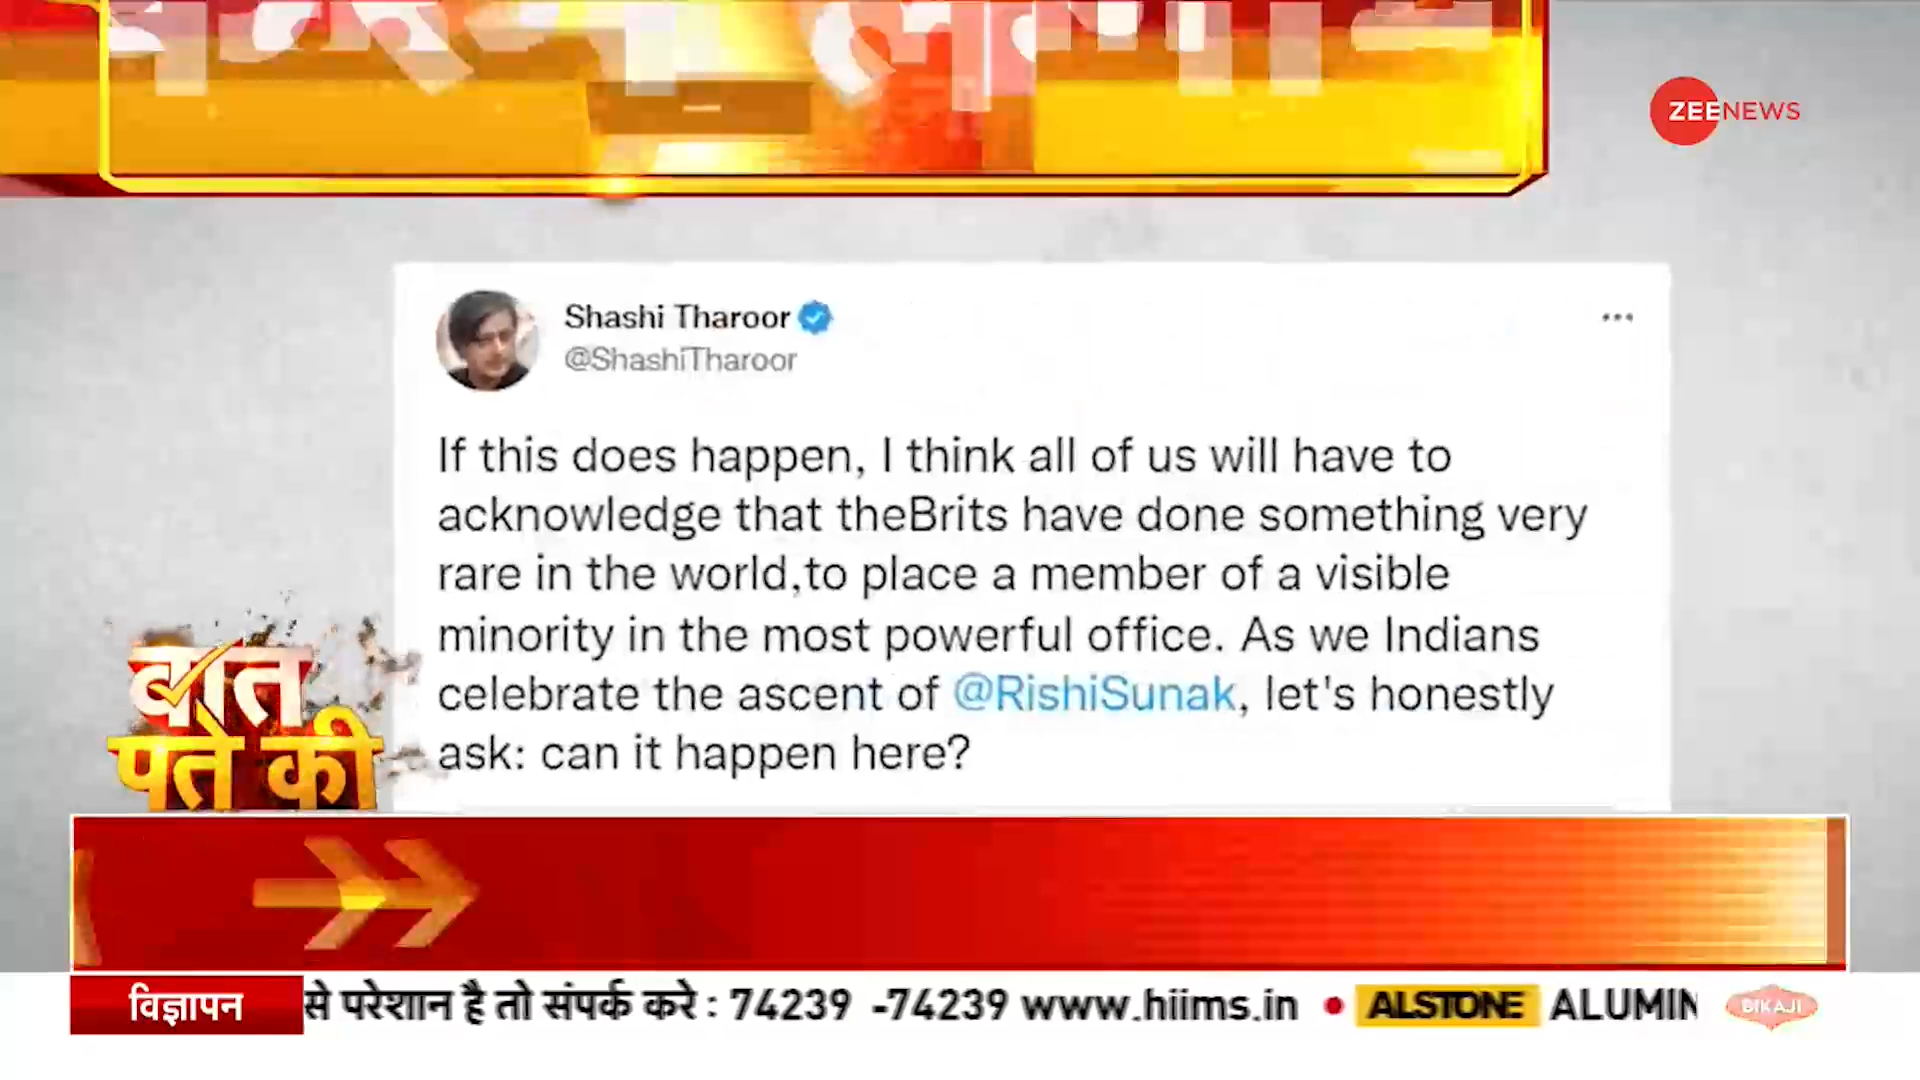 ZEENEWS
Shashi Tharoor
@ShashiTharoor
If this does happen, I think all of us will have to
acknowledge that theBrits have done something very
rare in the world,to place a member of a visible
minority in the most powerful office. As we Indians
celebrate the ascent of @RishiSunak, let's honestly
ask: can it happen here?
बात
पते की
विज्ञापन से परेशान है तो संपर्क करे : 74239 -74239 www.hiims.in • ALSTONE ALUMIN BIKAJI